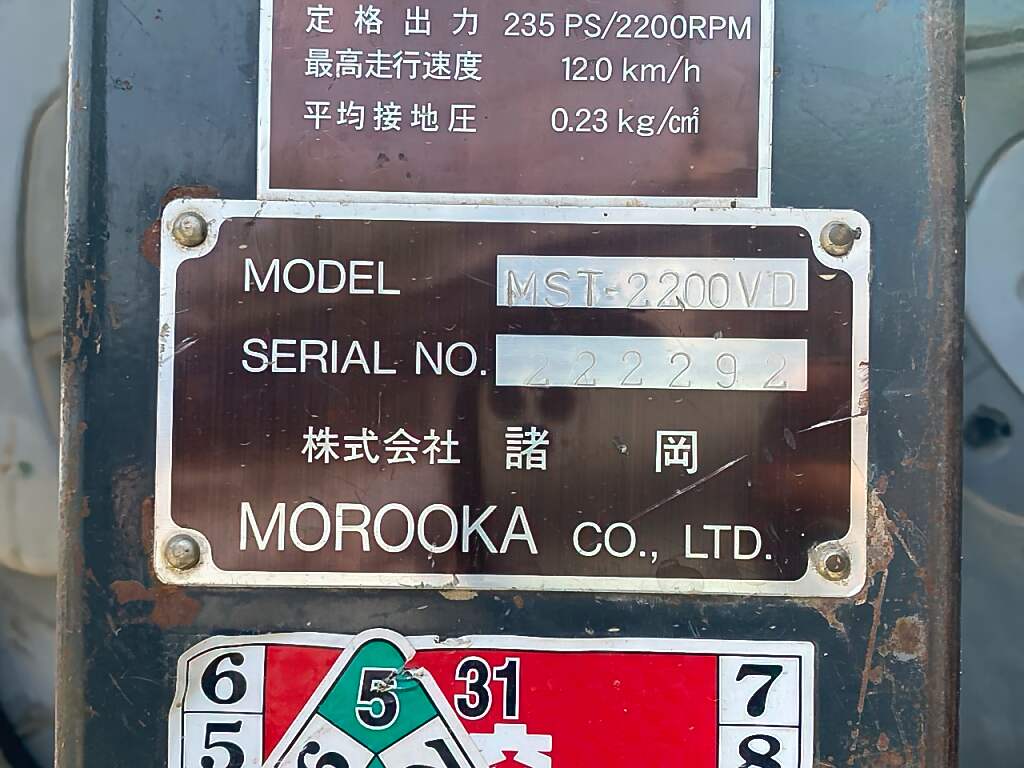 定格出力 235 PS/2200RPM
最高走行速度 12.0 km/h
平均接地圧 0.23 kg/cm²
MODEL MST-2200VD
SERIAL NO. 222292
株式会社 諸岡
MOROOKA CO., LTD.
6 5 31 7
5 8